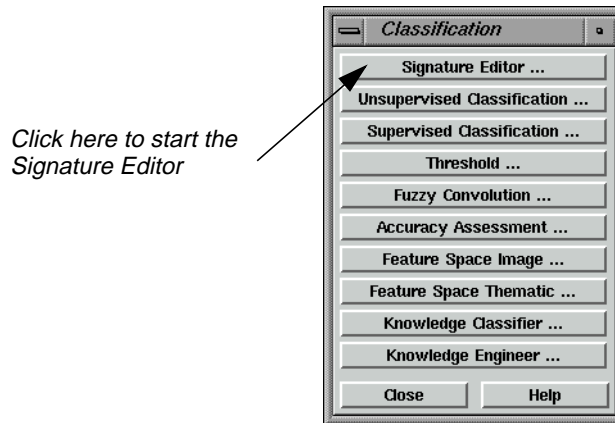 Classification
Signature Editor ...
Unsupervised Classification ...
Click here to start the
Signature Editor
Supervised Classification ...
Threshold ...
Fuzzy Convolution ...
Accuracy Assessment ...
Feature Space Image ...
Feature Space Thematic ...
Knowledge Classifier ...
Knowledge Engineer ...
Close
Help